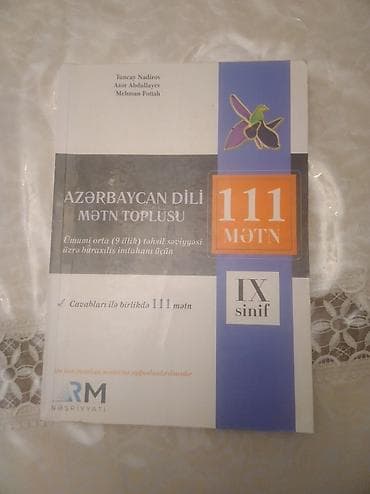 Tuncay Nadirov
Azər Abdullayev
Mehman Fəttah
AZƏRBAYCAN DİLİ
MƏTN TOPLUSU
Ümumi orta (9 illik) təhsil səviyyəsi
üzrə buraxılış imtahanı üçün
111
MƏTN
IX
sinif
Cavabları ilə birlikdə 111 mətn
ARM
NƏŞRİYYATI